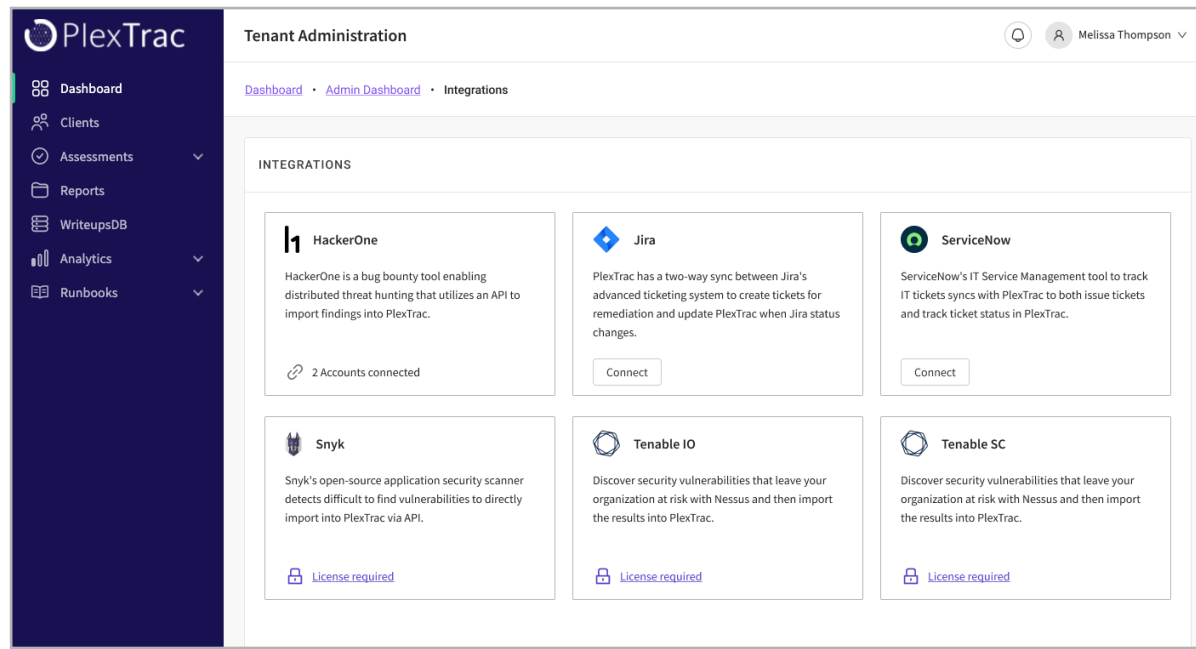 PlexTrac
Tenant Administration
Melissa Thompson
Dashboard
Clients
Assessments
Reports
WriteupsDB
Analytics
Runbooks
Dashboard • Admin Dashboard • Integrations
INTEGRATIONS
HackerOne
HackerOne is a bug bounty tool enabling
distributed threat hunting that utilizes an API to
import findings into PlexTrac.
2 Accounts connected
Jira
PlexTrac has a two-way sync between Jira's
advanced ticketing system to create tickets for
remediation and update PlexTrac when Jira status
changes.
Connect
ServiceNow
ServiceNow's IT Service Management tool to track
IT tickets syncs with PlexTrac to both issue tickets
and track ticket status in PlexTrac.
Connect
Snyk
Snyk's open-source application security scanner
detects difficult to find vulnerabilities to directly
import into PlexTrac via API.
License required
Tenable IO
Discover security vulnerabilities that leave your
organization at risk with Nessus and then import
the results into PlexTrac.
License required
Tenable SC
Discover security vulnerabilities that leave your
organization at risk with Nessus and then import
the results into PlexTrac.
License required